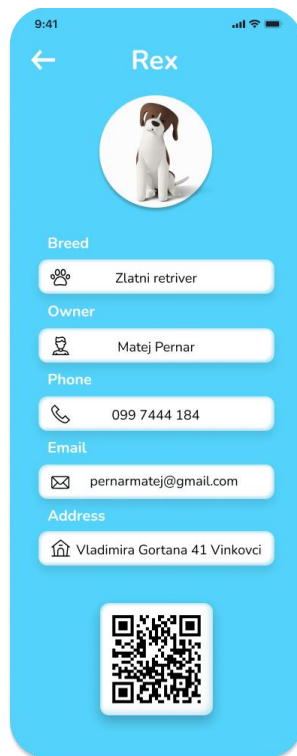 9:41
Rex
Breed
Zlatni retriver
Owner
Matej Pernar
Phone
099 7444 184
Email
pernarmatej@gmail.com
Address
Vladimira Gortana 41 Vinkovci